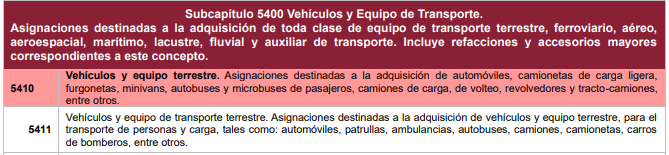 Subcapítulo 5400 Vehículos y Equipo de Transporte.
Asignaciones destinadas a la adquisición de toda clase de equipo de transporte terrestre, ferroviario, aéreo,
aeroespacial, marítimo, lacustre, fluvial y auxiliar de transporte. Incluye refacciones y accesorios mayores
correspondientes a este concepto.
Vehículos y equipo terrestre. Asignaciones destinadas a la adquisición de automóviles, camionetas de carga ligera,
5410 furgonetas, minivans, autobuses y microbuses de pasajeros, camiones de carga, de volteo, revolvedores y tracto-camiones,
entre otros.
Vehículos y equipo de transporte terrestre. Asignaciones destinadas a la adquisición de vehículos y equipo terrestre, para el
5411 transporte de personas y carga, tales como: automóviles, patrullas, ambulancias, autobuses, camiones, camionetas, carros
de bomberos, entre otros.